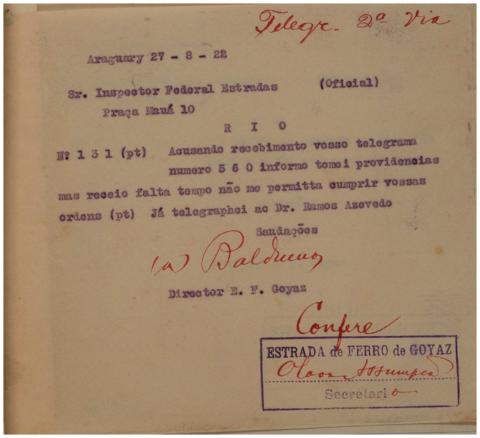 Telegr. 2ª Via
Araguary 27 - 8 - 22
Sr. Inspector Federal Estradas (Oficial)
Praça Mauá 10
R I O
Nº 1 3 1 (pt) Acusando recebimento vosso telegrama
numero 5 6 0 informo tomei providencias
mas receio falta tempo não me permitta cumprir vossas
ordens (pt) Já telegraphei ao Dr. Ramos Azevedo
Saudações
(a) Balduino
Director E. F. Goyaz
Confere
ESTRADA de FERRO de GOYAZ
Secretario